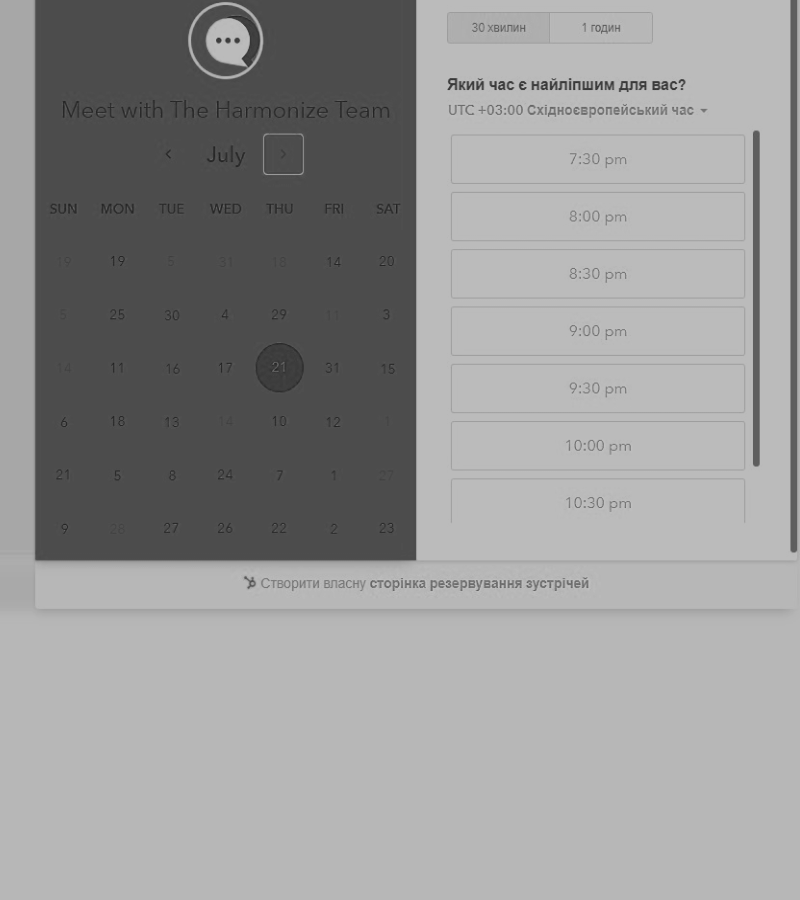 Meet with The Harmonize Team
July
SUN MON TUE WED THU FRI SAT
19 19 5 31 18 14 20
5 25 30 4 29 11 3
14 11 16 17 21 31 15
6 18 13 14 10 12 1
21 5 8 24 7 1 27
9 28 27 26 22 2 23
30 хвилин 1 годин
Який час є найліпшим для вас?
UTC +03:00 Східноєвропейський час
7:30 pm
8:00 pm
8:30 pm
9:00 pm
9:30 pm
10:00 pm
10:30 pm
Створити власну сторінка резервування зустрічей